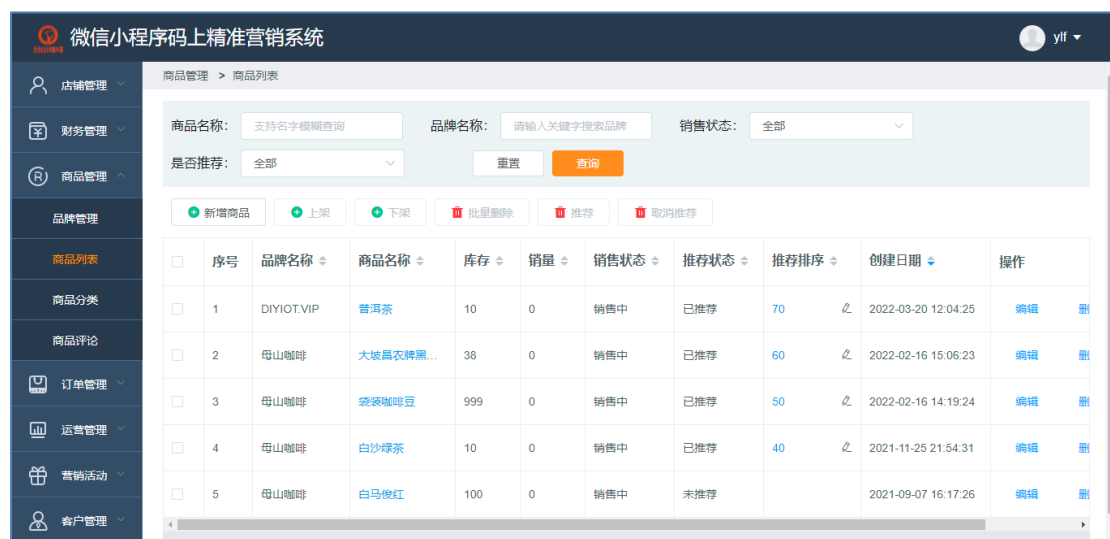 微信小程序码上精准营销系统
ylf
店铺管理
财务管理
商品管理
品牌管理
商品列表
商品分类
商品评论
订单管理
运营管理
营销活动
客户管理
商品管理 > 商品列表
商品名称: 支持名字模糊查询 品牌名称: 请输入关键字搜索品牌 销售状态: 全部
是否推荐: 全部 重置 查询
新增商品 上架 下架 批量删除 推荐 取消推荐
序号 品牌名称 商品名称 库存 销量 销售状态 推荐状态 推荐排序 创建日期 操作
1 DIYIOT.VIP 普洱茶 10 0 销售中 已推荐 70 2022-03-20 12:04:25 编辑 删
2 母山咖啡 大坡昌农牌黑... 38 0 销售中 已推荐 60 2022-02-16 15:06:23 编辑 删
3 母山咖啡 袋装咖啡豆 999 0 销售中 已推荐 50 2022-02-16 14:19:24 编辑 删
4 母山咖啡 白沙绿茶 10 0 销售中 已推荐 40 2021-11-25 21:54:31 编辑 删
5 母山咖啡 白马俊红 100 0 销售中 未推荐 2021-09-07 16:17:26 编辑 删